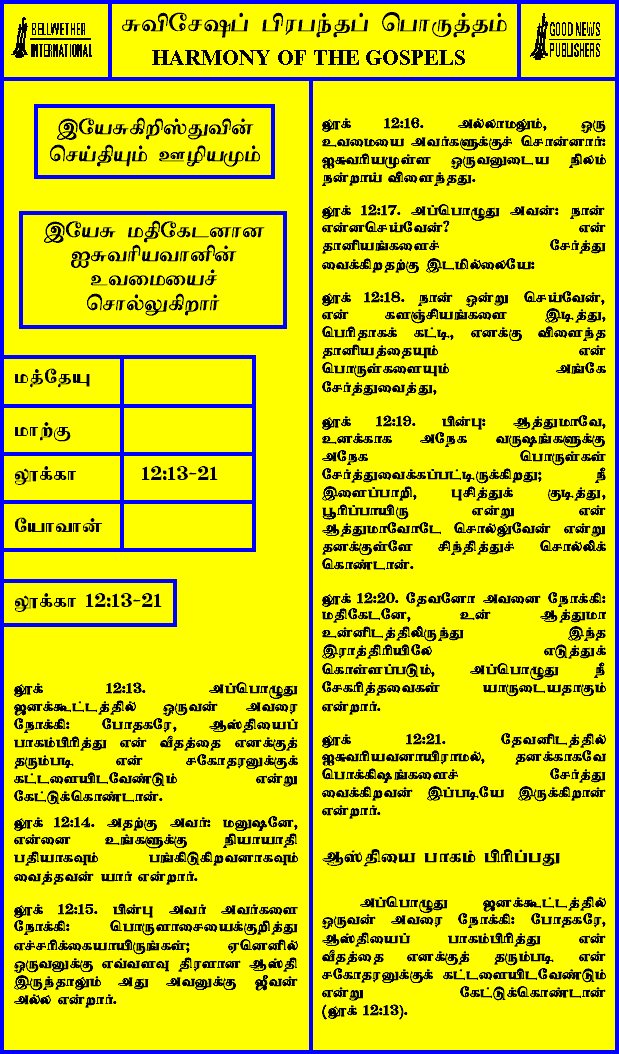 BELLWETHER
INTERNATIONAL
சுவிசேஷப் பிரபந்தப் பொருத்தம்
HARMONY OF THE GOSPELS
GOOD NEWS
PUBLISHERS
இயேசுகிறிஸ்துவின்
செய்தியும் ஊழியமும்
இயேசு மதிகேடனான
ஐசுவரியவானின்
உவமையைச்
சொல்லுகிறார்
மத்தேயு
மாற்கு
லூக்கா 12:13-21
யோவான்
லூக்கா 12:13-21
லூக் 12:13. அப்பொழுது
ஜனக்கூட்டத்தில் ஒருவன் அவரை
நோக்கி: போதகரே, ஆஸ்தியைப்
பாகம்பிரித்து என் வீதத்தை எனக்குத்
தரும்படி என் சகோதரனுக்குக்
கட்டளையிடவேண்டும் என்று
கேட்டுக்கொண்டான்.
லூக் 12:14. அதற்கு அவர்: மனுஷனே,
என்னை உங்களுக்கு நியாயாதி
பதியாகவும் பங்கிடுகிறவனாகவும்
வைத்தவன் யார் என்றார்.
லூக் 12:15. பின்பு அவர் அவர்களை
நோக்கி: பொருளாசையைக்குறித்து
எச்சரிக்கையாயிருங்கள்; ஏனெனில்
ஒருவனுக்கு எவ்வளவு திரளான ஆஸ்தி
இருந்தாலும் அது அவனுக்கு ஜீவன்
அல்ல என்றார்.
லூக் 12:16. அல்லாமலும், ஒரு
உவமையை அவர்களுக்குச் சொன்னார்:
ஐசுவரியமுள்ள ஒருவனுடைய நிலம்
நன்றாய் விளைந்தது.
லூக் 12:17. அப்பொழுது அவன்: நான்
என்னசெய்வேன்? என்
தானியங்களைச் சேர்த்து
வைக்கிறதற்கு இடமில்லையே:
லூக் 12:18. நான் ஒன்று செய்வேன்,
என் களஞ்சியங்களை இடித்து,
பெரிதாகக் கட்டி, எனக்கு விளைந்த
தானியத்தையும் என்
பொருள்களையும் அங்கே
சேர்த்துவைத்து,
லூக் 12:19. பின்பு: ஆத்துமாவே,
உனக்காக அநேக வருஷங்களுக்கு
அநேக பொருள்கள்
சேர்த்துவைக்கப்பட்டிருக்கிறது; நீ
இளைப்பாறி, புசித்துக் குடித்து,
பூரிப்பாயிரு என்று என்
ஆத்துமாவோடே சொல்லுவேன் என்று
தனக்குள்ளே சிந்தித்துச் சொல்லிக்
கொண்டான்.
லூக் 12:20. தேவனோ அவனை நோக்கி:
மதிகேடனே, உன் ஆத்துமா
உன்னிடத்திலிருந்து இந்த
இராத்திரியிலே எடுத்துக்
கொள்ளப்படும், அப்பொழுது நீ
சேகரித்தவைகள் யாருடையதாகும்
என்றார்.
லூக் 12:21. தேவனிடத்தில்
ஐசுவரியவனாயிராமல், தனக்காகவே
பொக்கிஷங்களைச் சேர்த்து
வைக்கிறவன் இப்படியே இருக்கிறான்
என்றார்.
ஆஸ்தியை பாகம் பிரிப்பது
அப்பொழுது ஜனக்கூட்டத்தில்
ஒருவன் அவரை நோக்கி: போதகரே,
ஆஸ்தியைப் பாகம்பிரித்து என்
வீதத்தை எனக்குத் தரும்படி என்
சகோதரனுக்குக் கட்டளையிடவேண்டும்
என்று கேட்டுக்கொண்டான்
(லூக் 12:13).